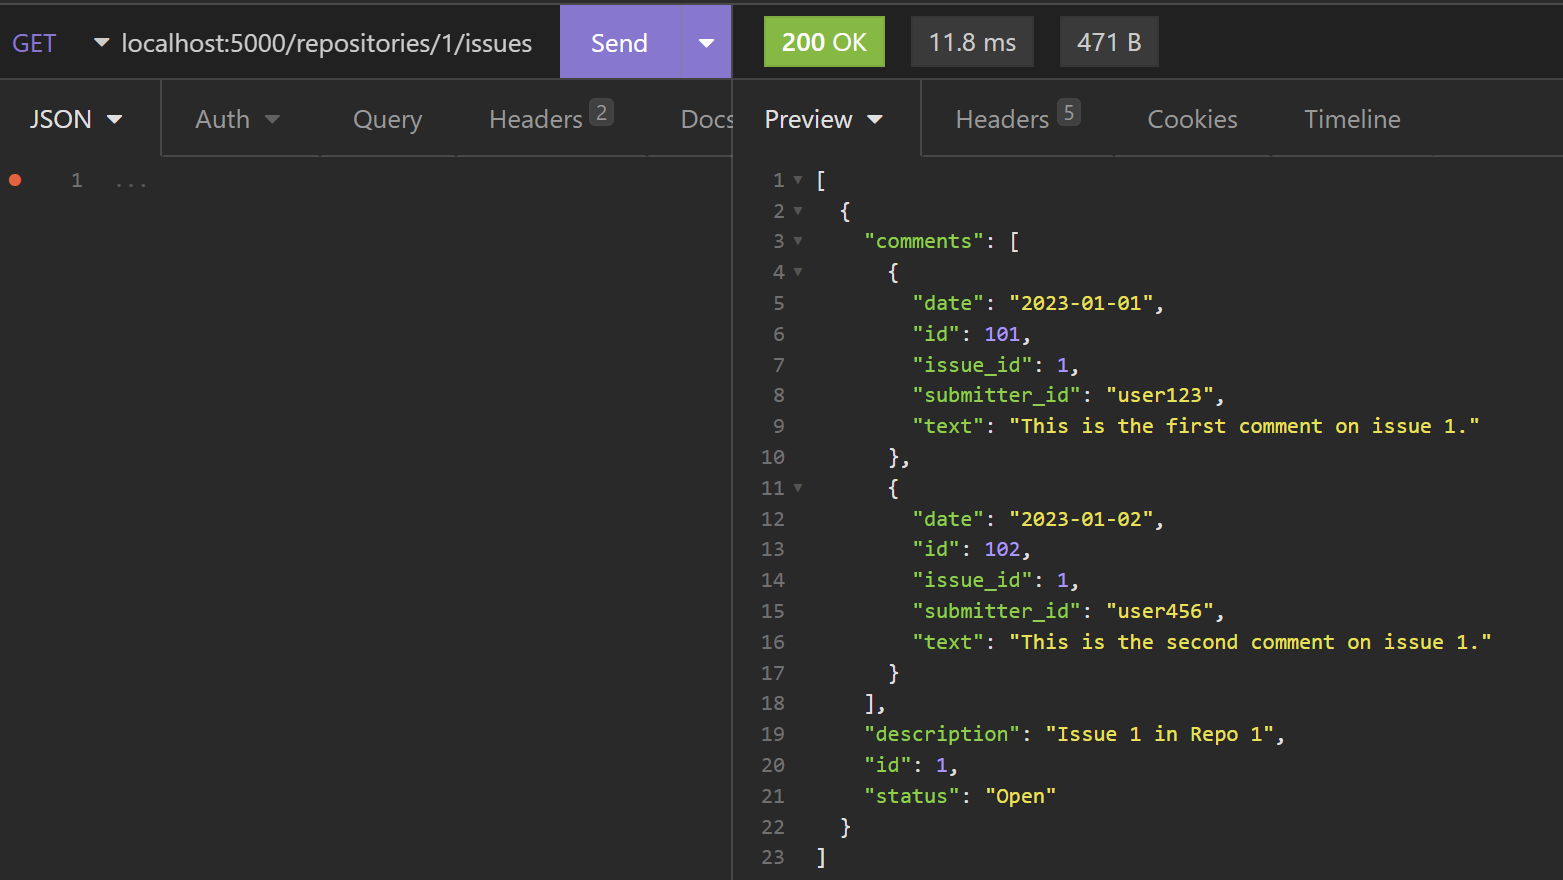 GET localhost:5000/repositories/1/issues Send 200 OK 11.8 ms 471 B
JSON Auth Query Headers 2 Docs Preview Headers 5 Cookies Timeline
1 ...
1 [
2 {
3 "comments": [
4 {
5 "date": "2023-01-01",
6 "id": 101,
7 "issue_id": 1,
8 "submitter_id": "user123",
9 "text": "This is the first comment on issue 1."
10 },
11 {
12 "date": "2023-01-02",
13 "id": 102,
14 "issue_id": 1,
15 "submitter_id": "user456",
16 "text": "This is the second comment on issue 1."
17 }
18 ],
19 "description": "Issue 1 in Repo 1",
20 "id": 1,
21 "status": "Open"
22 }
23 ]